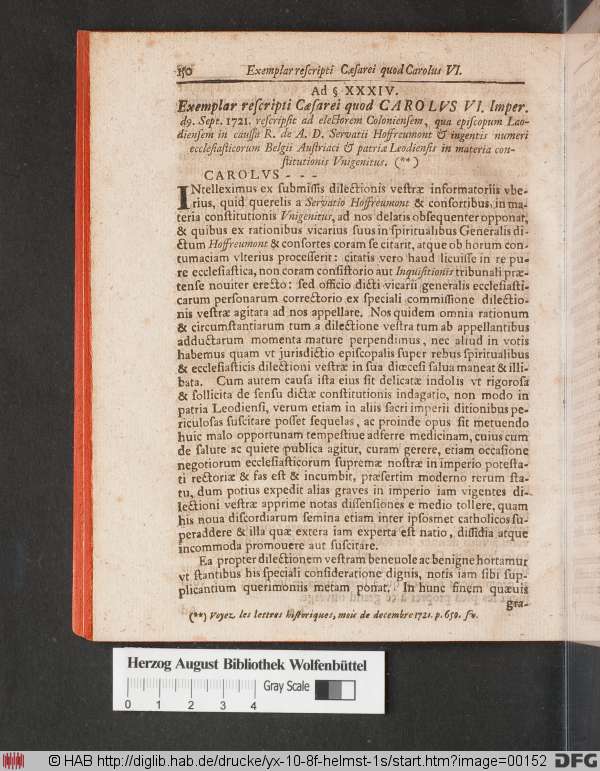 150 Exemplar rescripti Cæsarei quod Carolus VI.
Ad § XXXIV.
Exemplar rescripti Cæsarei quod CAROLVS VI. Imper.
d9. Sept. 1721. rescripsit ad electorem Coloniensem, qua episcopum Leo-
diensem in caussa R. de A. D. Servatii Hoffreumont & ingentis numeri
ecclesiasticorum Belgii Austriaci & patriæ Leodiensis in materia con-
stitutionis Vnigenitus. (**)
CAROLVS - - -
INtelleximus ex submissis dilectionis vestræ informatoriis vbe-
rius, quid querelis a Servatio Hoffreumont & consortibus, in ma-
teria constitutionis Vnigenitus, ad nos delatis obsequenter opponat,
& quibus ex rationibus vicarius suus in spiritualibus Generalis di-
ctum Hoffreumont & consortes coram se citarit, atque ob horum con-
tumaciam vlterius processerit: citatis vero haud licuisse in re pu-
re ecclesiastica, non coram consistorio aut Inquisitionis tribunali præ-
tense nouiter erecto: sed officio dicti vicarii generalis ecclesiasti-
carum personarum correctorio ex speciali commissione dilectio-
nis vestræ agitata ad nos appellare. Nos quidem omnia rationum
& circumstantiarum tum a dilectione vestra tum ab appellantibus
adductarum momenta mature perpendimus, nec aliud in votis
habemus quam vt jurisdictio episcopalis super rebus spiritualibus
& ecclesiasticis dilectioni vestræ in sua diœcesi salua maneat & illi-
bata. Cum autem causa ista eius sit delicatæ indolis vt rigorosa
& sollicita de sensu dictæ constitutionis indagatio, non modo in
patria Leodiensi, verum etiam in aliis sacri imperii ditionibus pe-
riculosas suscitare posset sequelas, ac proinde opus sit metuendo
huic malo opportunam tempestiue adferre medicinam, cuius cum
de salute ac quiete publica agitur, curam gerere, etiam occasione
negotiorum ecclesiasticorum supremæ nostræ in imperio potesta-
ti rectoriæ & fas est & incumbit, præsertim moderno rerum sta-
tu, dum potius expedit alias graves in imperio iam vigentes di-
lectioni vestræ apprime notas dissensiones e medio tollere, quam
his noua discordiarum semina etiam inter ipsosmet catholicos su-
peraddere & illa quæ extera iam experta est natio, dissidia atque
incommoda promouere aut suscitare.
Ea propter dilectionem vestram beneuole ac benigne hortamur
vt stantibus his speciali consideratione dignis, notis iam sibi sup-
plicantium querimoniis metam ponat. In hunc finem quæuis
gra-
(**) Voyez. les lettres historiques, mois de decembre 1721. p. 650. sv.
Herzog August Bibliothek Wolfenbüttel
Gray Scale
0 1 2 3 4
© HAB http://diglib.hab.de/drucke/yx-10-8f-helmst-1s/start.htm?image=00152 DFG